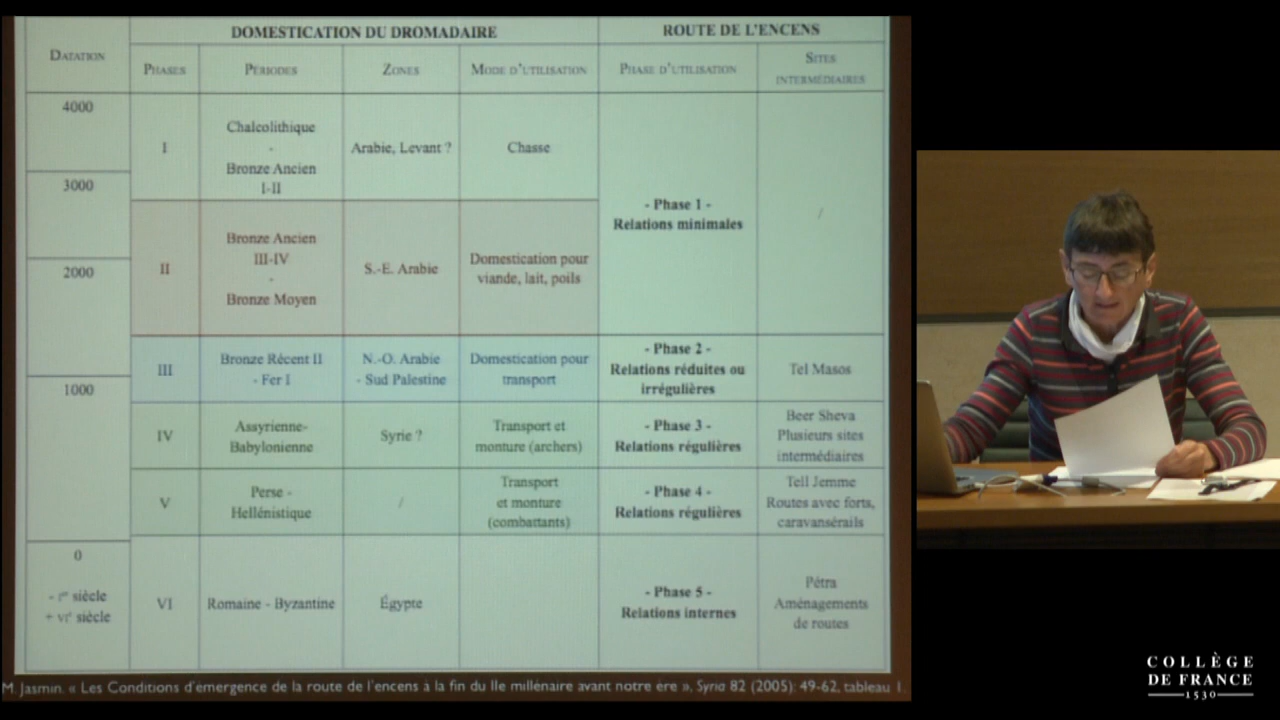 DOMESTICATION DU DROMADAIRE
ROUTE DE L'ENCENS
DATATION
PHASES
PÉRIODES
ZONES
MODE D'UTILISATION
PHASE D'UTILISATION
SITES
INTERMÉDIAIRES
4000
3000
2000
1000
0
- Ier siècle
+ VIe siècle
I
Chalcolithique
-
Bronze Ancien
I-II
Arabie, Levant ?
Chasse
- Phase 1 -
Relations minimales
/
II
Bronze Ancien
III-IV
-
Bronze Moyen
S.-E. Arabie
Domestication pour
viande, lait, poils
III
Bronze Récent II
- Fer I
N.-O. Arabie
- Sud Palestine
Domestication pour
transport
- Phase 2 -
Relations réduites ou
irrégulières
Tel Masos
IV
Assyrienne-
Babylonienne
Syrie ?
Transport et
monture (archers)
- Phase 3 -
Relations régulières
Beer Sheva
Plusieurs sites
intermédiaires
V
Perse -
Hellénistique
/
Transport
et monture
(combattants)
- Phase 4 -
Relations régulières
Tell Jemme
Routes avec forts,
caravansérails
VI
Romaine - Byzantine
Égypte
- Phase 5 -
Relations internes
Pétra
Aménagements
de routes
M. Jasmin. « Les Conditions d'émergence de la route de l'encens à la fin du IIe millénaire avant notre ère ». Syria 82 (2005): 49-62, tableau 1.
COLLÈGE
DE FRANCE
1530